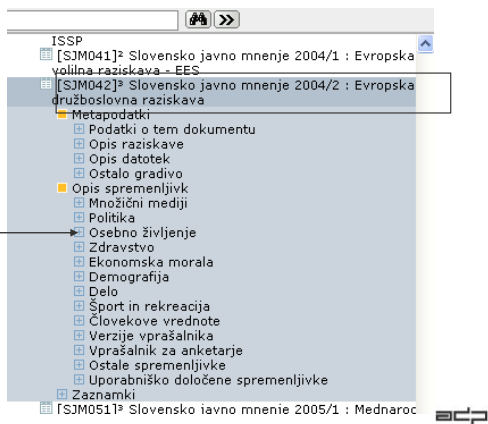 ISSP
[SJM041]² Slovensko javno mnenje 2004/1 : Evropska
volilna raziskava - EES
[SJM042]³ Slovensko javno mnenje 2004/2 : Evropska
družboslovna raziskava
Metapodatki
Podatki o tem dokumentu
Opis raziskave
Opis datotek
Ostalo gradivo
Opis spremenljivk
Množični mediji
Politika
Osebno življenje
Zdravstvo
Ekonomska morala
Demografija
Delo
Šport in rekreacija
Človekove vrednote
Verzije vprašalnika
Vprašalnik za anketarje
Ostale spremenljivke
Uporabniško določene spremenljivke
Zaznamki
[SJM051]³ Slovensko javno mnenje 2005/1 : Mednaroc
adp